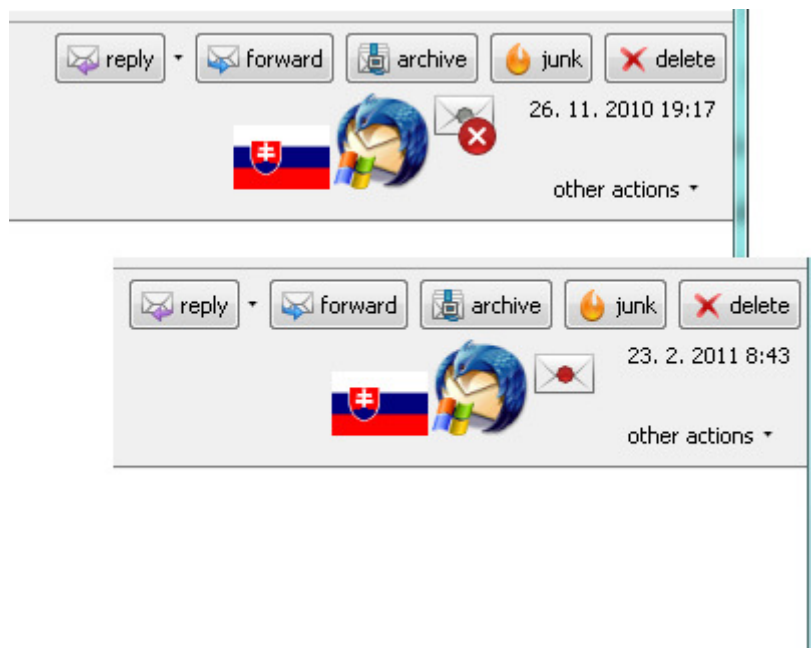 reply forward archive junk delete
26. 11. 2010 19:17
other actions
reply forward archive junk delete
23. 2. 2011 8:43
other actions